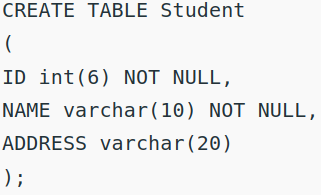 CREATE TABLE Student
(
ID int(6) NOT NULL,
NAME varchar(10) NOT NULL,
ADDRESS varchar(20)
);